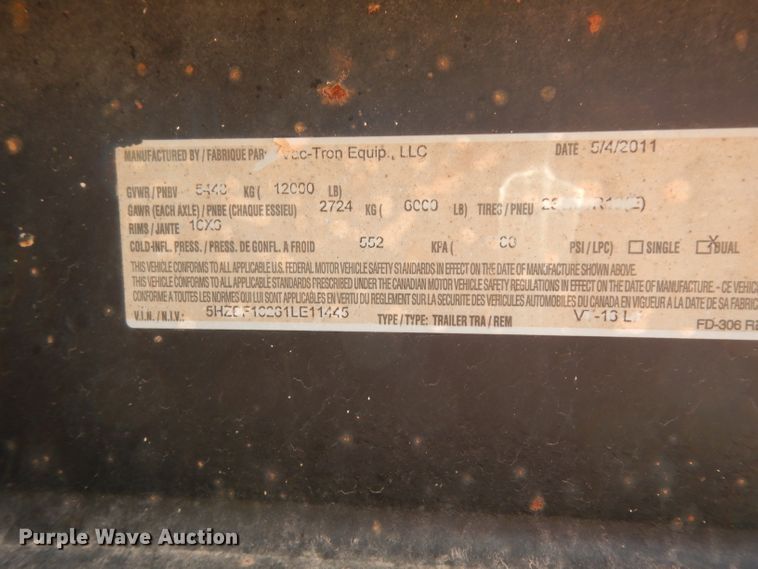 MANUFACTURED BY / FABRIQUE PAR Equip., LLC DATE 5/4/2011
GVWR / PNBV KG ( 12000 LB)
GAWR (EACH AXLE) / PNBE (CHAQUE ESSIEU) 2724 KG ( 6000 LB) TIRES / PNEU
RIMS / JANTE
COLD-INFL. PRESS. / PRESS. DE GONFL. A FROID 552 KFA ( PSI / LPC) SINGLE DUAL
THIS VEHICLE CONFORMS TO ALL APPLICABLE U.S. FEDERAL MOTOR VEHICLE SAFETY STANDARDS IN EFFECT ON THE DATE OF MANUFACTURE SHOWN ABOVE.
THIS VEHICLE CONFORMS TO ALL APPLICABLE STANDARDS PRESCRIBED UNDER THE CANADIAN MOTOR VEHICLE SAFETY REGULATIONS IN EFFECT ON THE DATE OF MANUFACTURE. - CE VEHIC
CONFORME A TOUTES LES NORMES QUI LUI SONT APPLICABLES EN VERTU DU REGLEMENT SUR LA SECURITE DES VEHICULES AUTOMOBILES DU CANADA EN VIGUEUR A LA DATE DE SA FABRIC
V.I.N. / N.I.V.: TYPE / TYPE: TRAILER TRA / REM FD-306
Purple Wave Auction